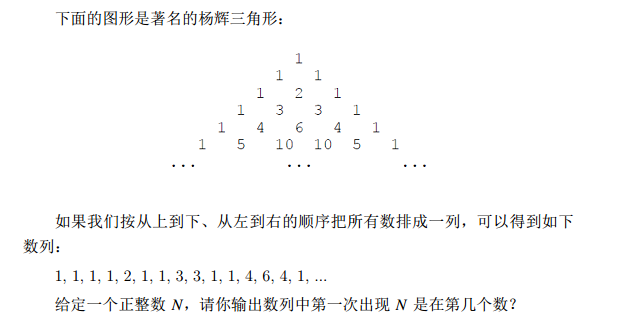 下面的图形是著名的杨辉三角形：
1
1 1
1 2 1
1 3 3 1
1 4 6 4 1
1 5 10 10 5 1
... ... ...
如果我们按从上到下、从左到右的顺序把所有数排成一列，可以得到如下
数列：
1, 1, 1, 1, 2, 1, 1, 3, 3, 1, 1, 4, 6, 4, 1, ...
给定一个正整数 N，请你输出数列中第一次出现 N 是在第几个数？